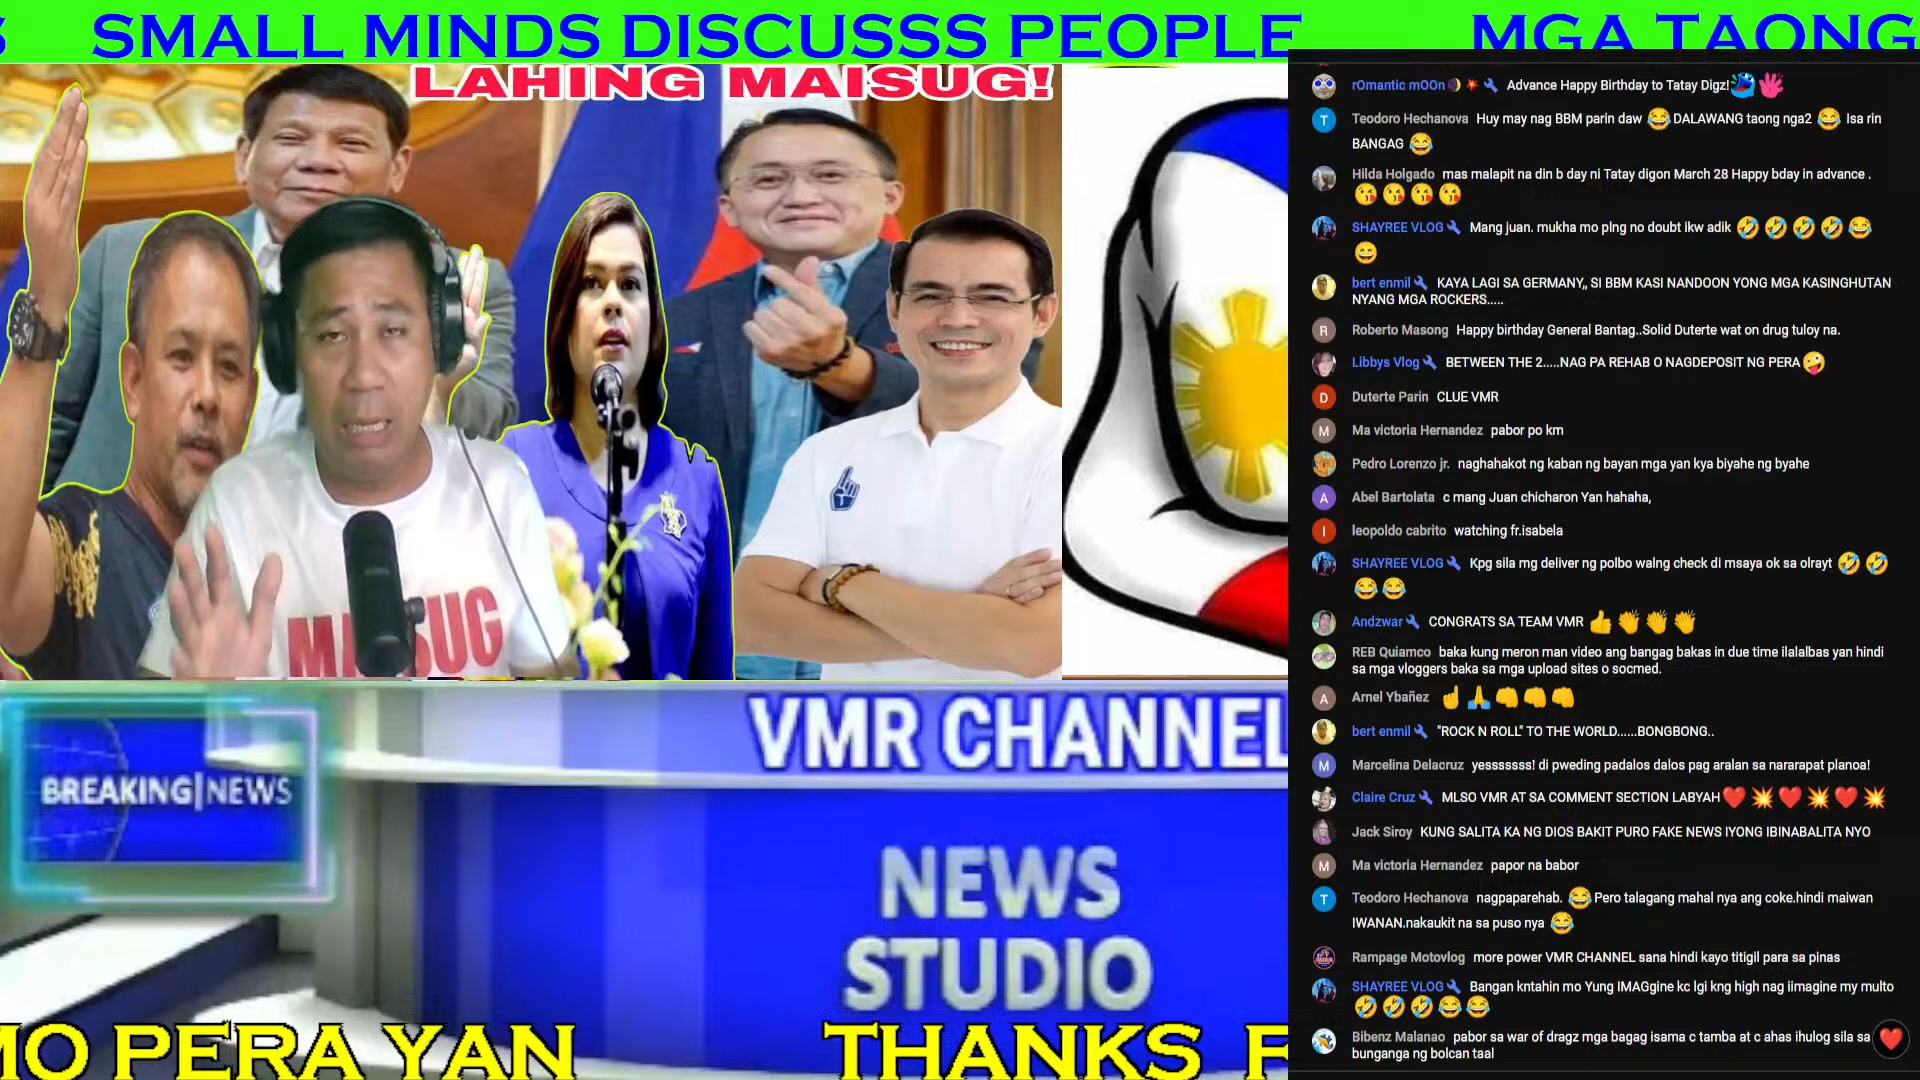 SMALL MINDS DISCUSSS PEOPLE
MGA TAONG
LAHING MAISUG!
VMR CHANNEL
BREAKING|NEWS
NEWS
STUDIO
MO PERA YAN
THANKS F
rOmantic mOOn Advance Happy Birthday to Tatay Digz!
T
Teodoro Hechanova Huy may nag BBM parin daw 😂 DALAWANG taong nga2 😂 Isa rin
BANGAG 😂
Hilda Holgado mas malapit na din b day ni Tatay digon March 28 Happy bday in advance .
😘 😘 😘 😘
SHAYREE VLOG Mang juan. mukha mo plng no doubt ikw adik 🤣 🤣 🤣 🤣 😂
😄
bert enmil KAYA LAGI SA GERMANY,, SI BBM KASI NANDOON YONG MGA KASINGHUTAN
NYANG MGA ROCKERS.....
R
Roberto Masong Happy birthday General Bantag..Solid Duterte wat on drug tuloy na.
Libbys Vlog BETWEEN THE 2.....NAG PA REHAB O NAGDEPOSIT NG PERA🤪
D
Duterte Parin CLUE VMR
M
Ma victoria Hernandez pabor po km
Pedro Lorenzo jr. naghahakot ng kaban ng bayan mga yan kya biyahe ng byahe
A
Abel Bartolata c mang Juan chicharon Yan hahaha,
l
leopoldo cabrito watching fr.isabela
SHAYREE VLOG Kpg sila mg deliver ng polbo walng check di msaya ok sa olrayt 🤣 🤣
😂 😂
Andzwar CONGRATS SA TEAM VMR 👍 👏 👏 👏
REB Quiamco baka kung meron man video ang bangag bakas in due time ilalalbas yan hindi
sa mga vloggers baka sa mga upload sites o socmed.
A
Arnel Ybañez ☝️ 🙏 👊 👊 👊
bert enmil "ROCK N ROLL" TO THE WORLD......BONGBONG..
M
Marcelina Delacruz yesssssss! di pweding padalos dalos pag aralan sa nararapat planoa!
Claire Cruz MLSO VMR AT SA COMMENT SECTION LABYAH❤️ 💥 ❤️ 💥 ❤️ 💥
Jack Siroy KUNG SALITA KA NG DIOS BAKIT PURO FAKE NEWS IYONG IBINABALITA NYO
M
Ma victoria Hernandez papor na babor
T
Teodoro Hechanova nagpaparehab. 😂 Pero talagang mahal nya ang coke.hindi maiwan
IWANAN.nakaukit na sa puso nya 😂
Rampage Motovlog more power VMR CHANNEL sana hindi kayo titigil para sa pinas
SHAYREE VLOG Bangan kntahin mo Yung IMAGgine kc lgi kng high nag iimagine my multo
🤣 🤣 🤣 😂 😂
Bibenz Malanao pabor sa war of dragz mga bagag isama c tamba at c ahas ihulog sila sa
bunganga ng bolcan taal